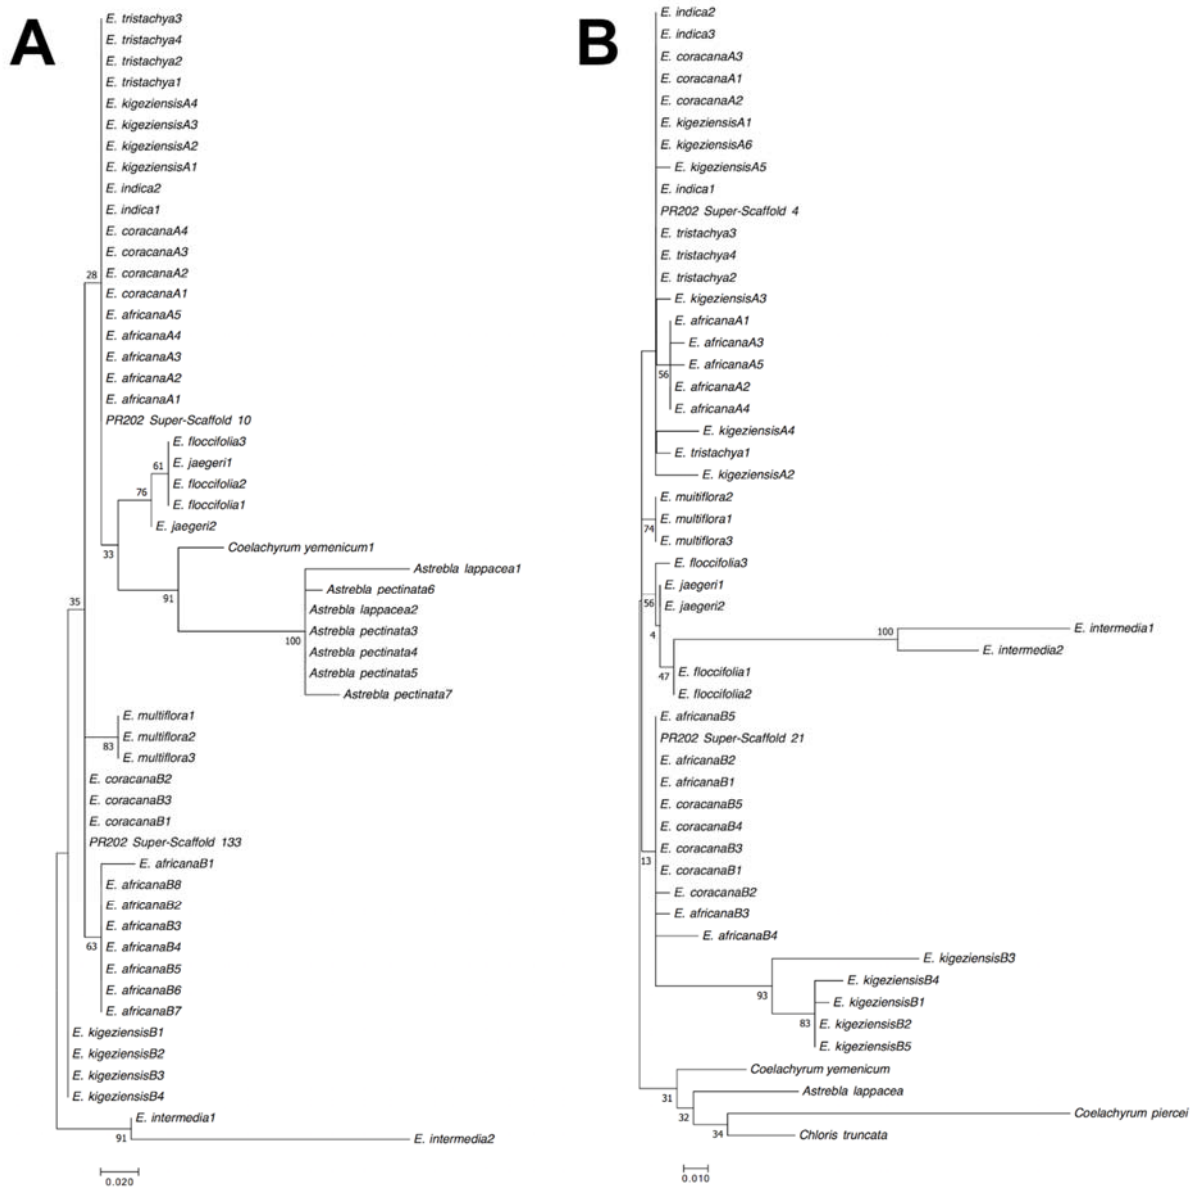 A
E. tristachya3
E. tristachya4
E. tristachya2
E. tristachya1
E. kigeziensisA4
E. kigeziensisA3
E. kigeziensisA2
E. kigeziensisA1
E. indica2
E. indica1
E. coracanaA4
E. coracanaA3
28
E. coracanaA2
E. coracanaA1
E. africanaA5
E. africanaA4
E. africanaA3
E. africanaA2
E. africanaA1
PR202 Super-Scaffold 10
E. floccifolia3
61
E. jaegeri1
76
E. floccifolia2
E. floccifolia1
E. jaegeri2
33
Coelachyrum yemenicum1
Astrebla lappacea1
91
Astrebla pectinata6
35
Astrebla lappacea2
Astrebla pectinata3
100
Astrebla pectinata4
Astrebla pectinata5
Astrebla pectinata7
E. multiflora1
E. multiflora2
83
E. multiflora3
E. coracanaB2
E. coracanaB3
E. coracanaB1
PR202 Super-Scaffold 133
E. africanaB1
E. africanaB8
E. africanaB2
E. africanaB3
63
E. africanaB4
E. africanaB5
E. africanaB6
E. africanaB7
E. kigeziensisB1
E. kigeziensisB2
E. kigeziensisB3
E. kigeziensisB4
E. intermedia1
91
E. intermedia2
0.020
B
E. indica2
E. indica3
E. coracanaA3
E. coracanaA1
E. coracanaA2
E. kigeziensisA1
E. kigeziensisA6
E. kigeziensisA5
E. indica1
PR202 Super-Scaffold 4
E. tristachya3
E. tristachya4
E. tristachya2
E. kigeziensisA3
E. africanaA1
E. africanaA3
E. africanaA5
56
E. africanaA2
E. africanaA4
E. kigeziensisA4
E. tristachya1
E. kigeziensisA2
E. muitiflora2
E. multiflora1
74
E. multiflora3
E. floccifolia3
E. jaegeri1
56
E. jaegeri2
E. intermedia1
100
4
E. intermedia2
E. floccifolia1
47
E. floccifolia2
E. africanaB5
PR202 Super-Scaffold 21
E. africanaB2
E. africanaB1
E. coracanaB5
E. coracanaB4
E. coracanaB3
13
E. coracanaB1
E. coracanaB2
E. africanaB3
E. africanaB4
E. kigeziensisB3
E. kigeziensisB4
93
E. kigeziensisB1
83
E. kigeziensisB2
E. kigeziensisB5
Coelachyrum yemenicum
Astrebla lappacea
31
Coelachyrum piercei
32
34
Chloris truncata
0.010